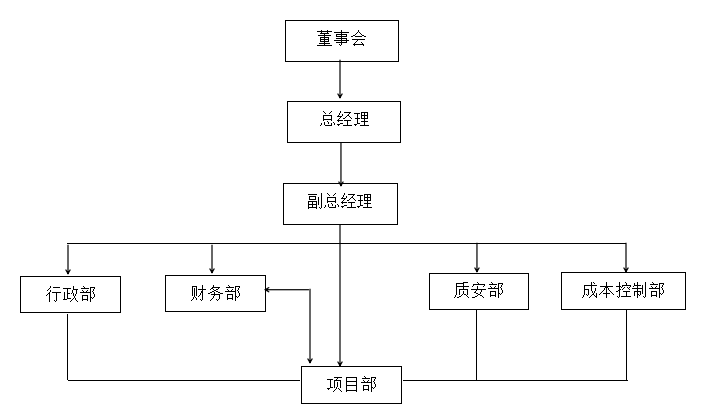 董事会
总经理
副总经理
行政部
财务部
质安部
成本控制部
项目部